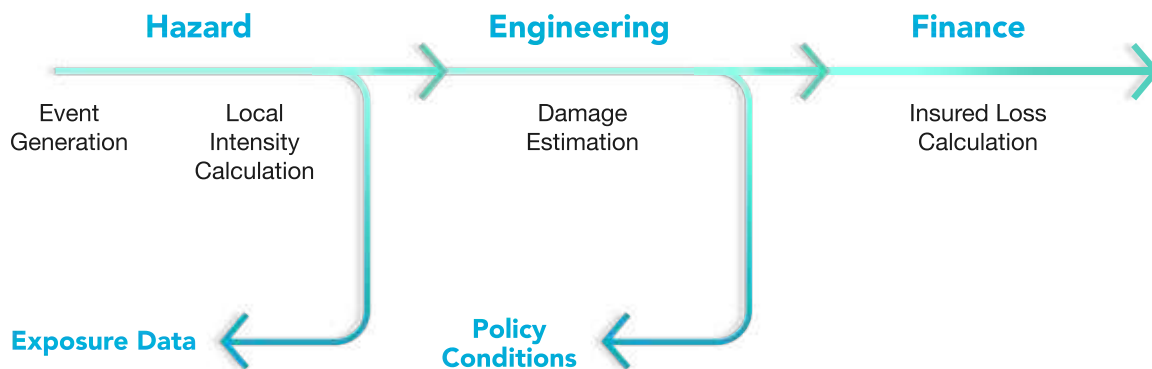 Hazard
Engineering
Finance
Event
Generation
Local
Intensity
Calculation
Damage
Estimation
Insured Loss
Calculation
Exposure Data
Policy
Conditions